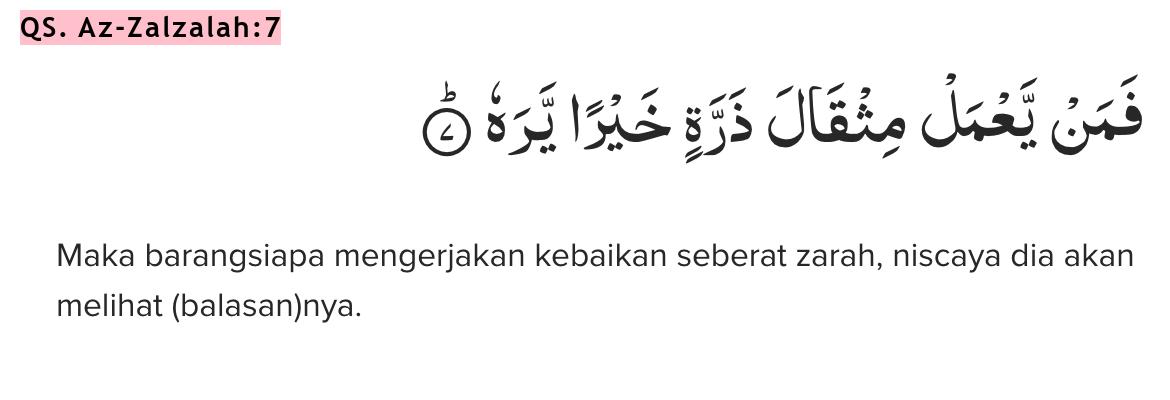 QS. Az-Zalzalah:7
فَمَنْ يَّعْمَلْ مِثْقَالَ ذَرَّةٍ خَيْرًا يَّرَهٗۚ ۝٧
Maka barangsiapa mengerjakan kebaikan seberat zarah, niscaya dia akan
melihat (balasan)nya.